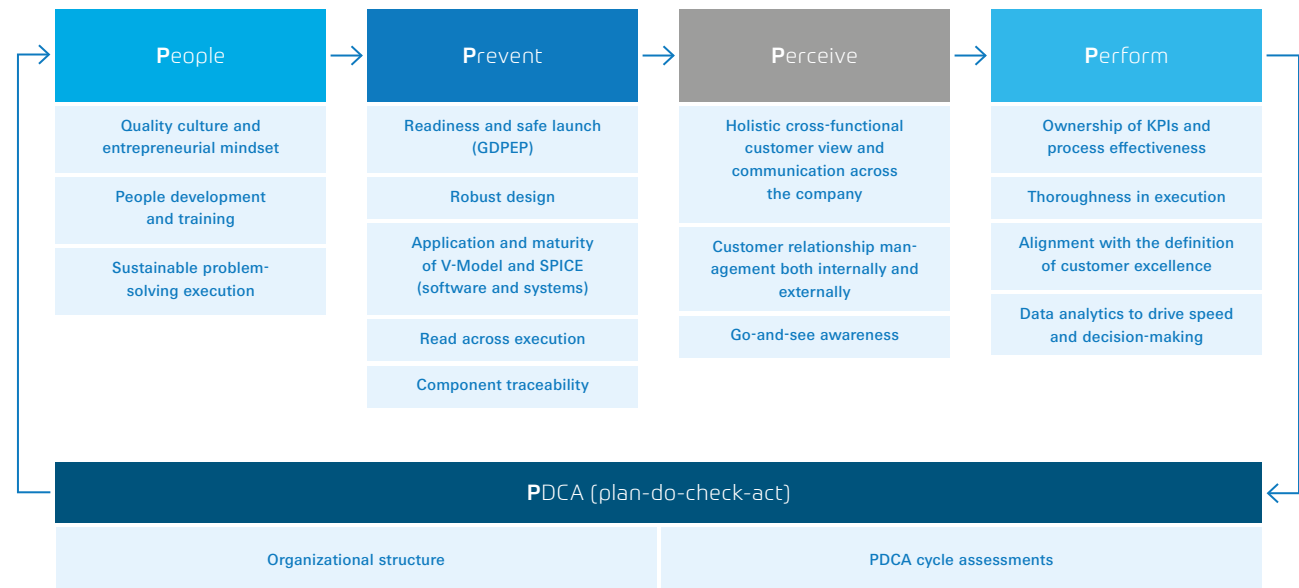 People
Quality culture and
entrepreneurial mindset
People development
and training
Sustainable problem-
solving execution
Prevent
Readiness and safe launch
(GDPEP)
Robust design
Application and maturity
of V-Model and SPICE
(software and systems)
Read across execution
Component traceability
Perceive
Holistic cross-functional
customer view and
communication across
the company
Customer relationship man-
agement both internally and
externally
Go-and-see awareness
Perform
Ownership of KPIs and
process effectiveness
Thoroughness in execution
Alignment with the definition
of customer excellence
Data analytics to drive speed
and decision-making
PDCA (plan-do-check-act)
Organizational structure
PDCA cycle assessments